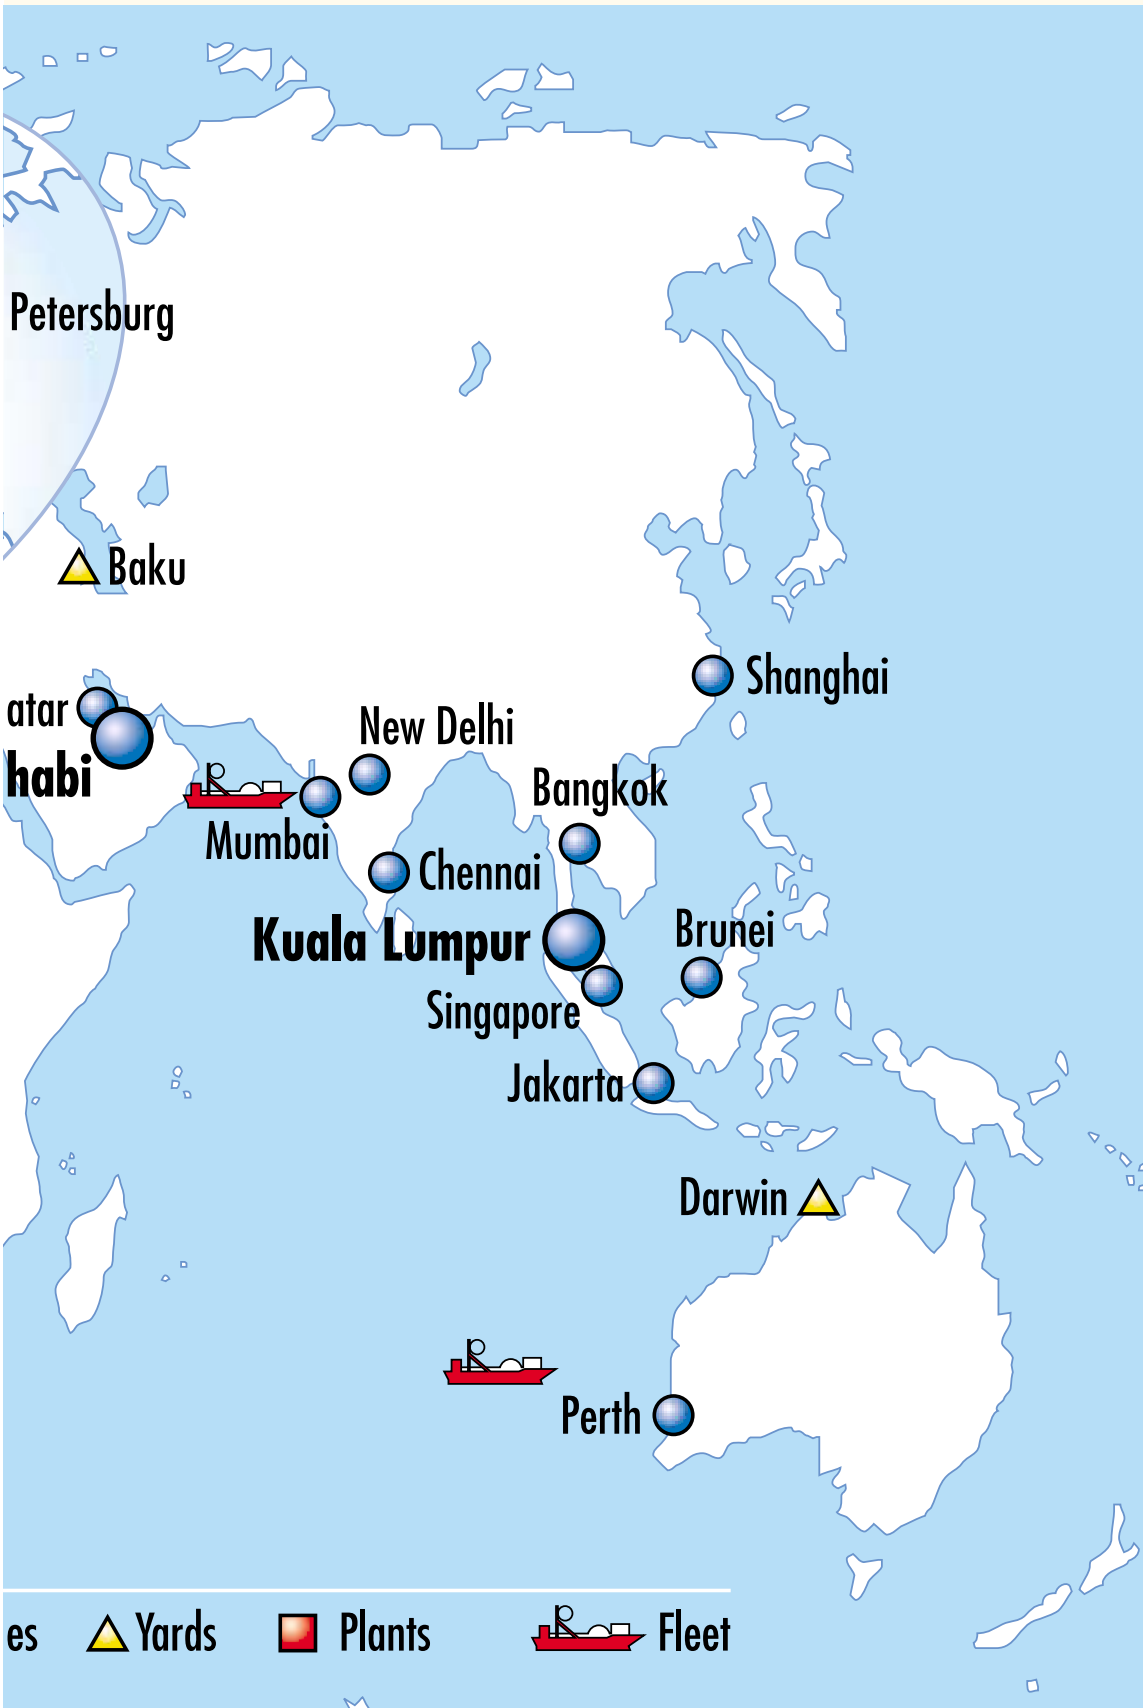 Petersburg
Baku
Shanghai
atar
New Delhi
habi
Bangkok
Mumbai
Chennai
Brunei
Kuala Lumpur
Singapore
Jakarta
Darwin
Perth
es Yards Plants Fleet